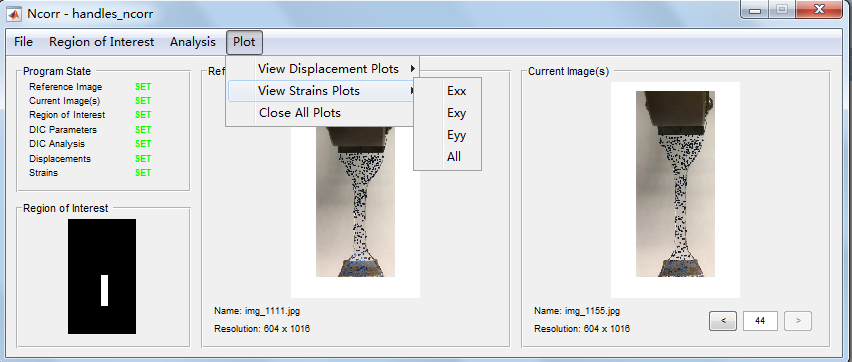 Ncorr - handles_ncorr
File Region of Interest Analysis Plot
View Displacement Plots
View Strains Plots
Close All Plots
Exx
Exy
Eyy
All
Program State
Reference Image SET
Current Image(s) SET
Region of Interest SET
DIC Parameters SET
DIC Analysis SET
Displacements SET
Strains SET
Region of Interest
Ref
Name: img_1111.jpg
Resolution: 604 x 1016
Current Image(s)
Name: img_1155.jpg
Resolution: 604 x 1016
< 44 >